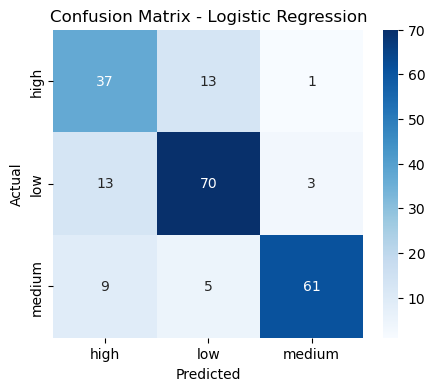 Confusion Matrix - Logistic Regression
70
60
50
40
30
20
10
Actual
high
low
medium
37 13 1
13 70 3
9 5 61
high low medium
Predicted